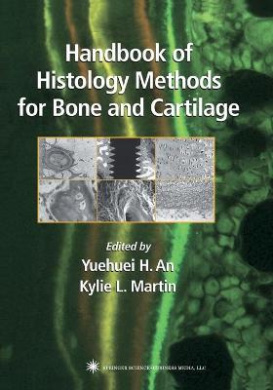 Handbook of
Histology Methods
for Bone and Cartilage
Edited by
Yuehuei H. An
Kylie L. Martin
SPRINGER SCIENCE+BUSINESS MEDIA, LLC